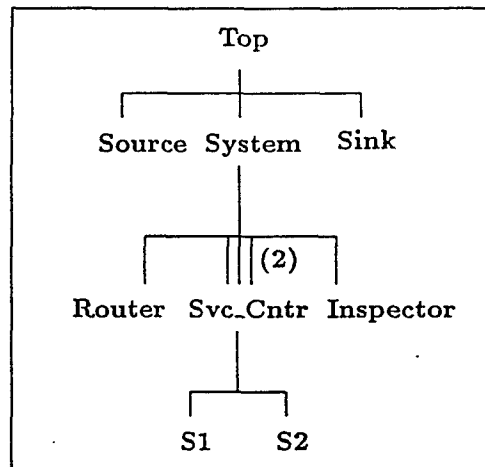 Top
Source System Sink
(2)
Router Svc_Cntr Inspector
S1 S2